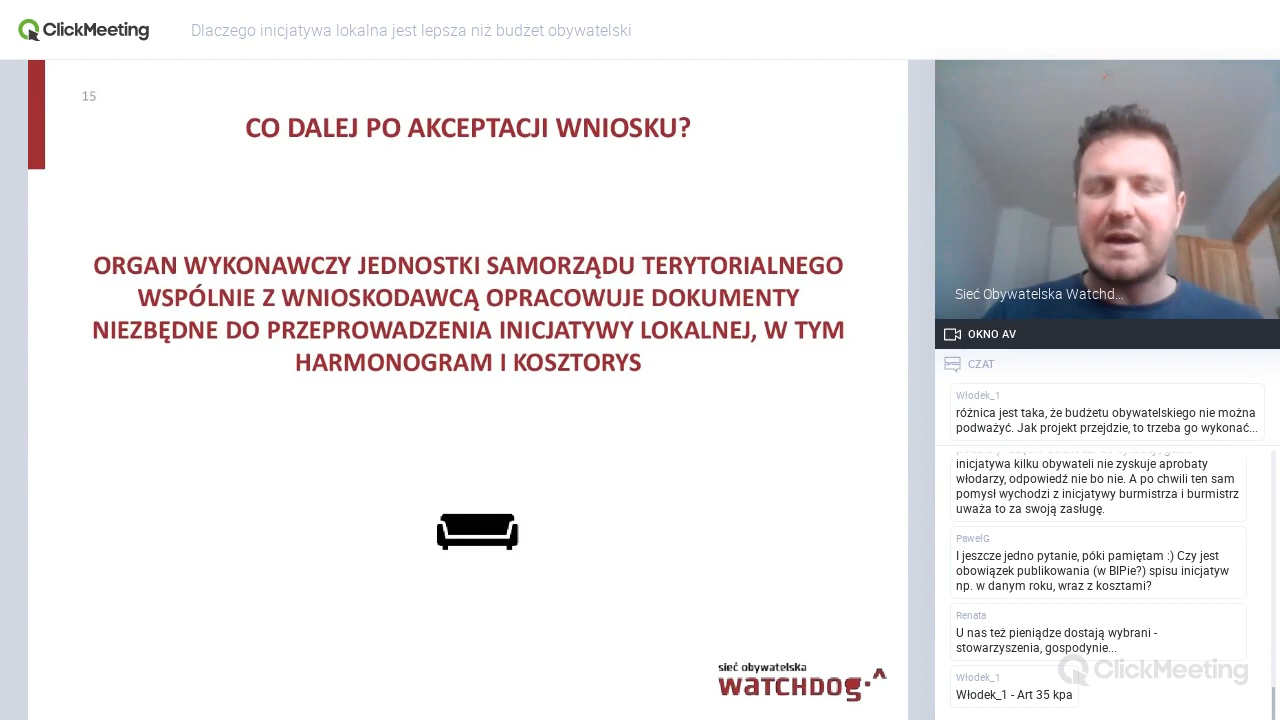 ClickMeeting
Dlaczego inicjatywa lokalna jest lepsza niż budżet obywatelski
15
CO DALEJ PO AKCEPTACJI WNIOSKU?
ORGAN WYKONAWCZY JEDNOSTKI SAMORZĄDU TERYTORIALNEGO
WSPÓLNIE Z WNIOSKODAWCĄ OPRACOWUJE DOKUMENTY
NIEZBĘDNE DO PRZEPROWADZENIA INICJATYWY LOKALNEJ, W TYM
HARMONOGRAM I KOSZTORYS
sieć obywatelska
WATCHDOG
Sieć Obywatelska Watchd...
OKNO AV
CZAT
Włodek_1
różnica jest taka, że budżetu obywatelskiego nie można
podważyć. Jak projekt przejdzie, to trzeba go wykonać...
inicjatywa kilku obywateli nie zyskuje aprobaty
włodarzy, odpowiedź nie bo nie. A po chwili ten sam
pomysł wychodzi z inicjatywy burmistrza i burmistrz
uważa to za swoją zasługę.
PawełG
I jeszcze jedno pytanie, póki pamiętam :) Czy jest
obowiązek publikowania (w BIPie?) spisu inicjatyw
np. w danym roku, wraz z kosztami?
Renata
U nas też pieniądze dostają wybrani -
stowarzyszenia, gospodynie...
Włodek_1
Włodek_1 - Art 35 kpa
ClickMeeting